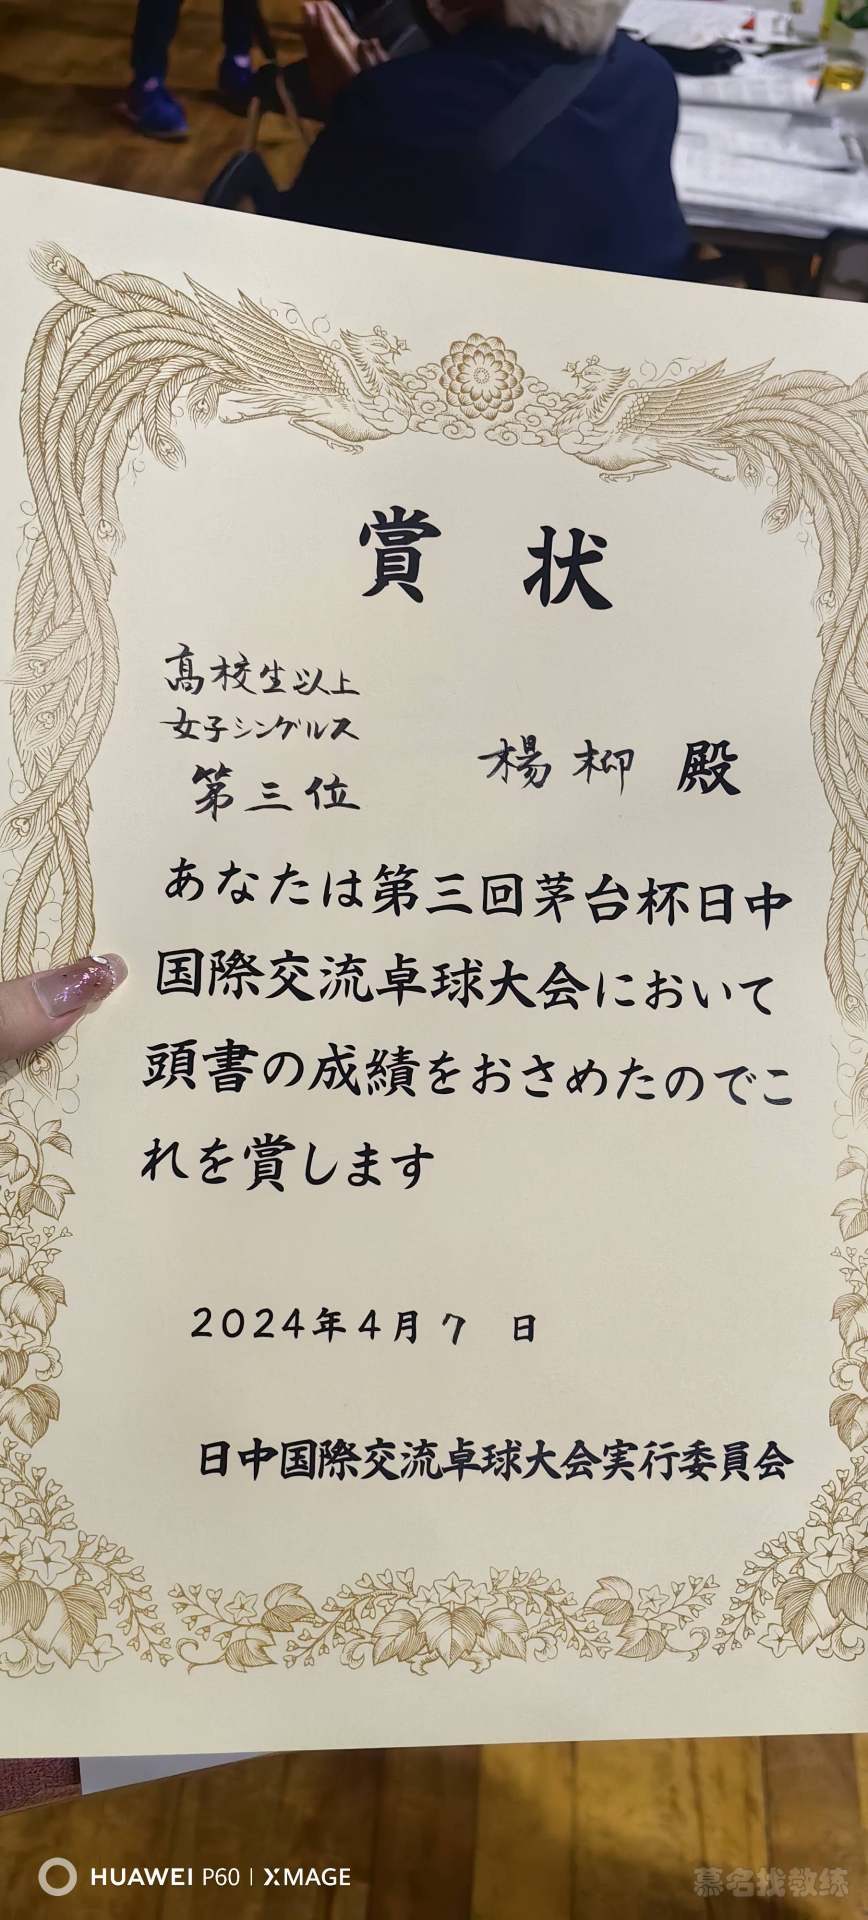 賞状
高校生以上
女子シングルス
第三位
楊柳 殿
あなたは第三回茅台杯日中
国際交流卓球大会において
頭書の成績をおさめたのでこ
れを賞します
2024年4月7日
日中国際交流卓球大会実行委員会
HUAWEI P60 | XMAGE
慕名找教练